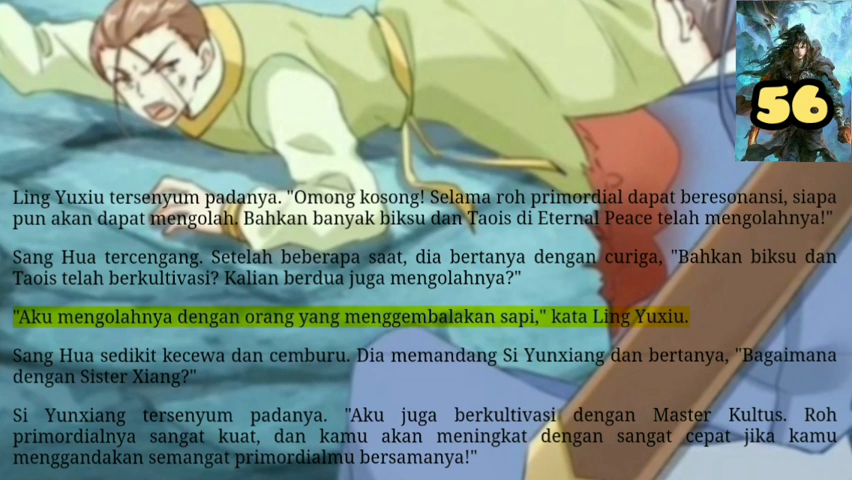 56
Ling Yuxiu tersenyum padanya. "Omong kosong! Selama roh primordial dapat beresonansi, siapa
pun akan dapat mengolah. Bahkan banyak biksu dan Taois di Eternal Peace telah mengolahnya!"
Sang Hua tercengang. Setelah beberapa saat, dia bertanya dengan curiga, "Bahkan biksu dan
Taois telah berkultivasi? Kalian berdua juga mengolahnya?"
"Aku mengolahnya dengan orang yang menggembalakan sapi," kata Ling Yuxiu.
Sang Hua sedikit kecewa dan cemburu. Dia memandang Si Yunxiang dan bertanya, "Bagaimana
dengan Sister Xiang?"
Si Yunxiang tersenyum padanya. "Aku juga berkultivasi dengan Master Kultus. Roh
primordialnya sangat kuat, dan kamu akan meningkat dengan sangat cepat jika kamu
menggandakan semangat primordialmu bersamanya!"